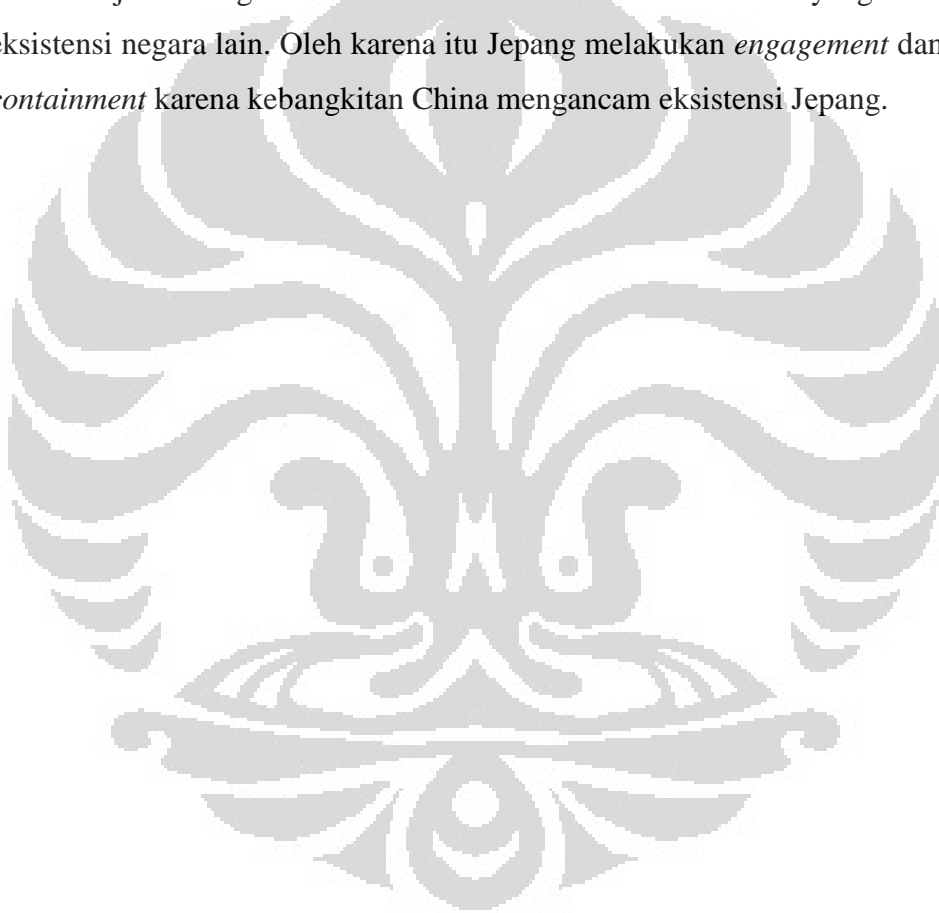 eksistensi negara lain. Oleh karena itu Jepang melakukan engagement dan
containment karena kebangkitan China mengancam eksistensi Jepang.